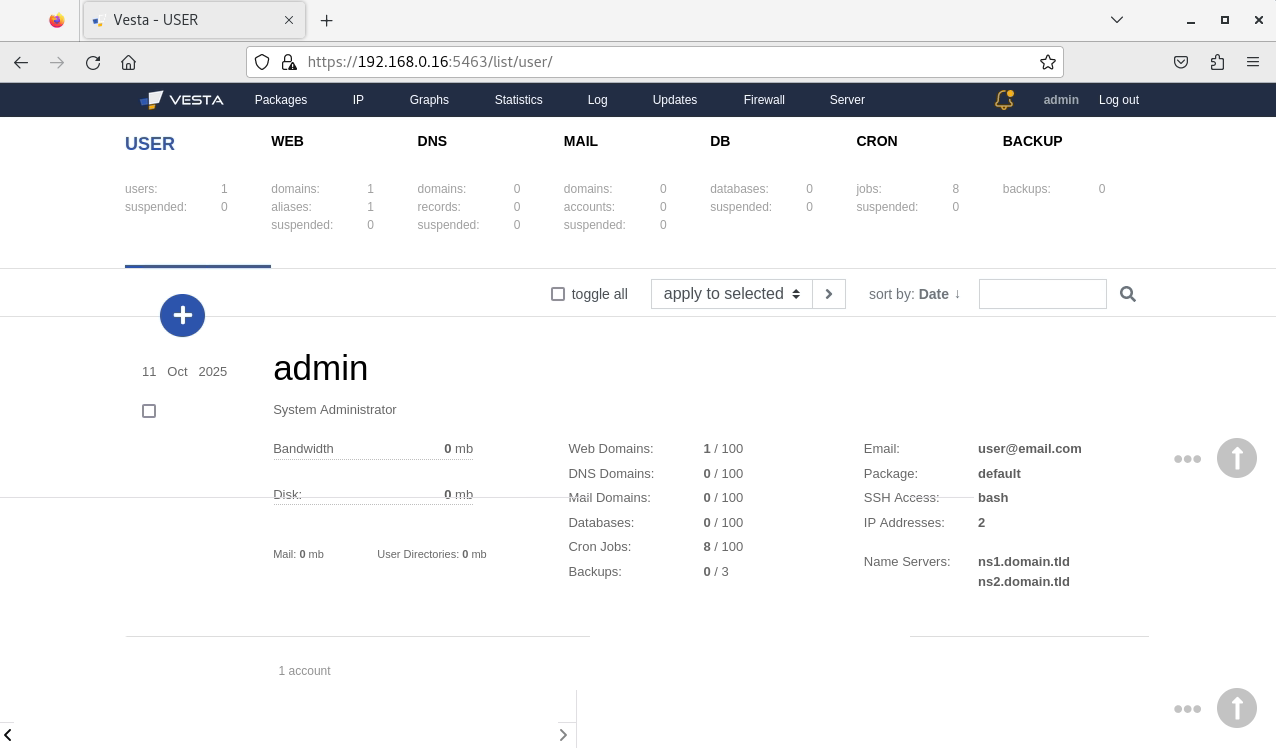 Vesta - USER
https://192.168.0.16:5463/list/user/
VESTA Packages IP Graphs Statistics Log Updates Firewall Server admin Log out
USER WEB DNS MAIL DB CRON BACKUP
users: 1 domains: 1 domains: 0 domains: 0 databases: 0 jobs: 8 backups: 0
suspended: 0 aliases: 1 records: 0 accounts: 0 suspended: 0 suspended: 0
suspended: 0 suspended: 0 suspended: 0
toggle all apply to selected sort by: Date ↓
11 Oct 2025 admin
System Administrator
Bandwidth 0 mb Web Domains: 1 / 100 Email: user@email.com
DNS Domains: 0 / 100 Package: default
Disk: 0 mb Mail Domains: 0 / 100 SSH Access: bash
Databases: 0 / 100 IP Addresses: 2
Mail: 0 mb User Directories: 0 mb Cron Jobs: 8 / 100
Backups: 0 / 3 Name Servers: ns1.domain.tld
ns2.domain.tld
1 account